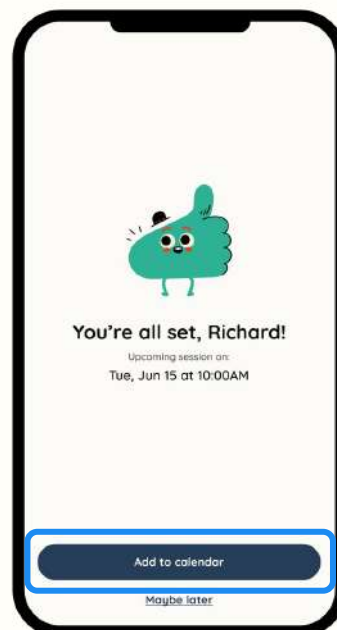 You're all set, Richard!
Upcoming session on:
Tue, Jun 15 at 10:00AM
Add to calendar
Maybe later